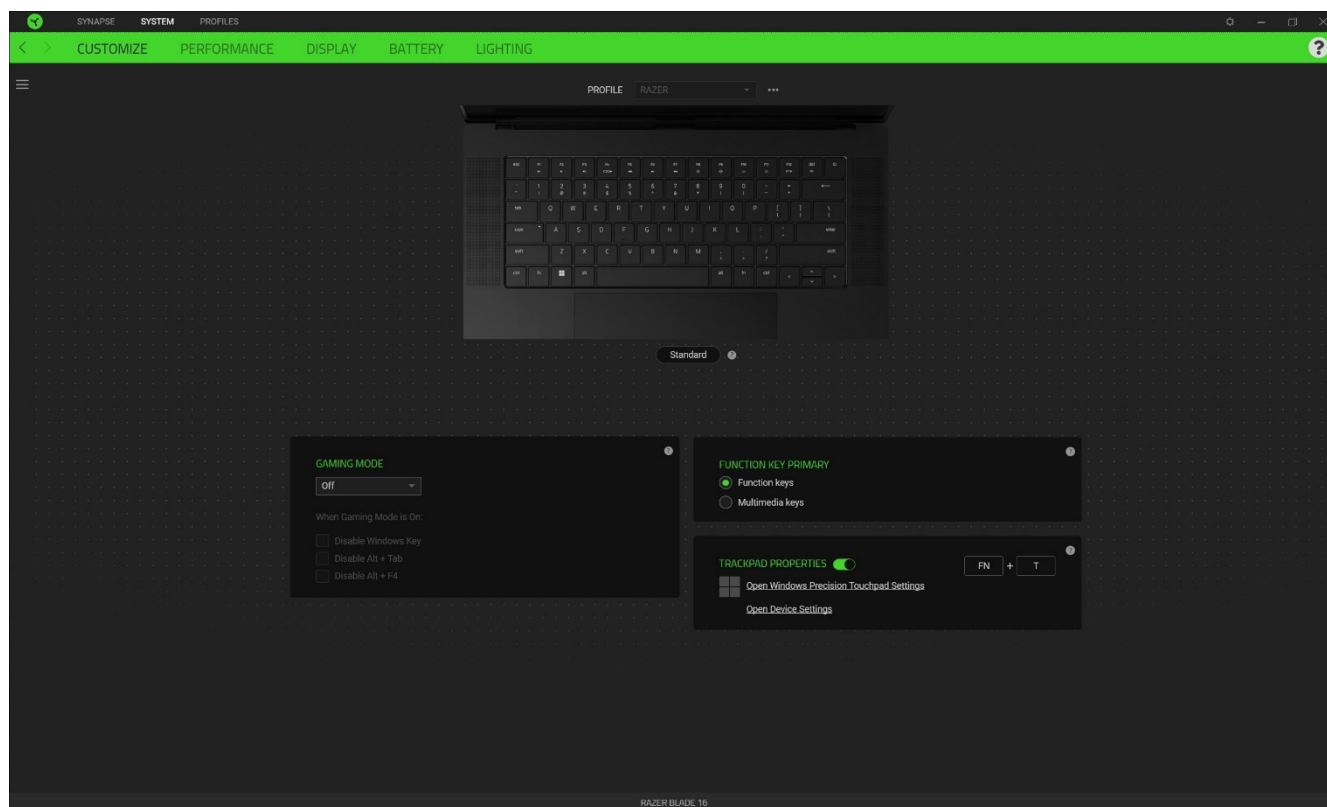 SYNAPSE SYSTEM PROFILES
CUSTOMIZE PERFORMANCE DISPLAY BATTERY LIGHTING ?
PROFILE RAZER
Q W E R T Y U I O P
A S D F G H J K L
Z X C V B N M
Standard ?
GAMING MODE ?
Off
When Gaming Mode is On:
Disable Windows Key
Disable Alt + Tab
Disable Alt + F4
FUNCTION KEY PRIMARY ?
Function keys
Multimedia keys
TRACKPAD PROPERTIES FN + T ?
Open Windows Precision Touchpad Settings
Open Device Settings
RAZER BLADE 16